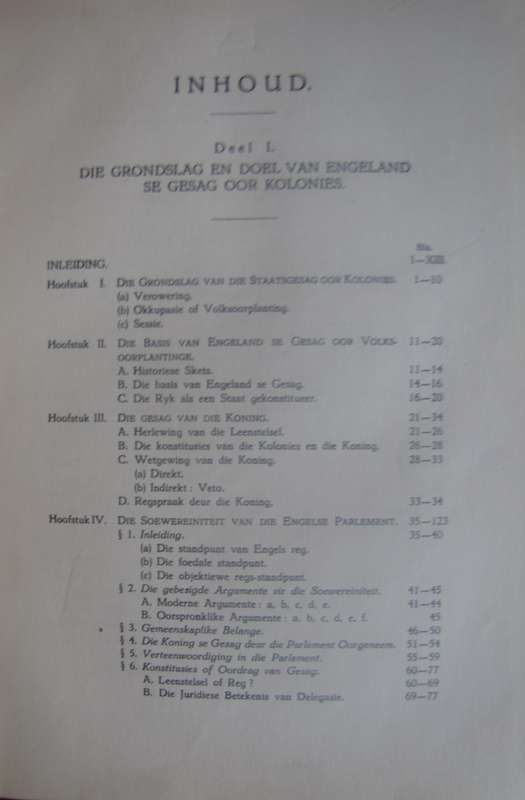 INHOUD.
Deel I.
DIE GRONDSLAG EN DOEL VAN ENGELAND
SE GESAG OOR KOLONIES.
Blz.
INLEIDING. I—XIII
Hoofstuk I. DIE GRONDSLAG VAN DIE STAATSGESAG OOR KOLONIES. 1—10
(a) Verowering.
(b) Okkupasie of Volksoorplanting.
(c) Sessie.
Hoofstuk II. DIE BASIS VAN ENGELAND SE GESAG OOR VOLKS- 11—20
OORPLANTINGE.
A. Historiese Skets. 11—14
B. Die basis van Engeland se Gesag. 14—16
C. Die Ryk als een Staat gekonstitueer. 16—20
Hoofstuk III. DIE GESAG VAN DIE KONING. 21—34
A. Herlewing van die Leenstelsel. 21—26
B. Die konstitusies van die Kolonies en die Koning. 26—28
C. Wetgewing van die Koning. 28—33
(a) Direkt.
(b) Indirekt: Veto.
D. Regspraak deur die Koning. 33—34
Hoofstuk IV. DIE SOEWEREINITEIT VAN DIE ENGELSE PARLEMENT. 35—123
§ 1. Inleiding. 35—40
(a) Die standpunt van Engels reg.
(b) Die foedale standpunt.
(c) Die objektiewe regs-standpunt.
§ 2. Die gebesigde Argumente vir die Soewereiniteit. 41—45
A. Moderne Argumente: a, b, c, d, e. 41—44
B. Oorspronklike Argumente: a, b, c, d, e, f. 45
§ 3. Gemeenskaplike Belange. 46—50
§ 4. Die Koning se Gesag deur die Parlement Oorgeneem. 51—54
§ 5. Verteenwoordiging in die Parlement. 55—59
§ 6. Konstitusies of Oordrag van Gesag. 60—77
A. Leenstelsel of Reg? 60—69
B. Die Juridiese Betekenis van Delegasie. 69—77